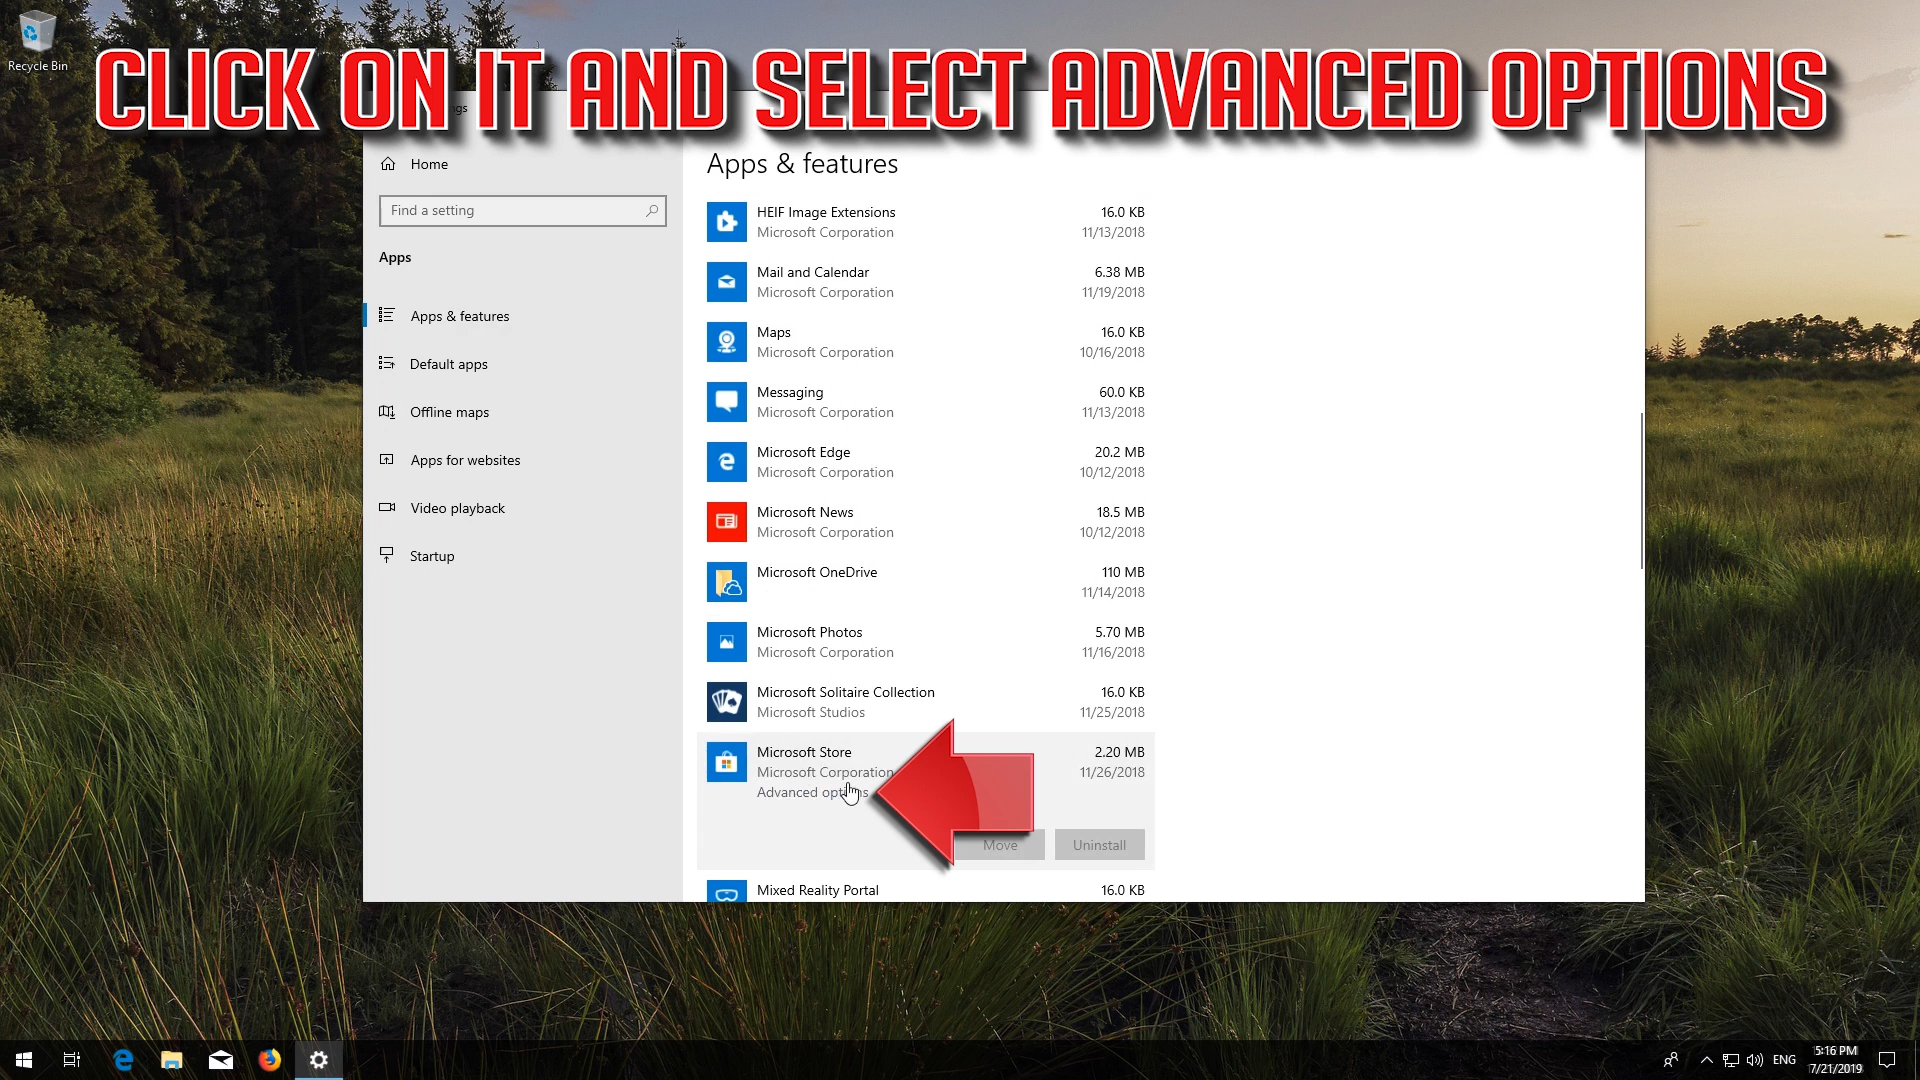 Recycle Bin
CLICK ON IT AND SELECT ADVANCED OPTIONS
Home
Find a setting
Apps
Apps & features
Default apps
Offline maps
Apps for websites
Video playback
Startup
Apps & features
HEIF Image Extensions 16.0 KB
Microsoft Corporation 11/13/2018
Mail and Calendar 6.38 MB
Microsoft Corporation 11/19/2018
Maps 16.0 KB
Microsoft Corporation 10/16/2018
Messaging 60.0 KB
Microsoft Corporation 11/13/2018
Microsoft Edge 20.2 MB
Microsoft Corporation 10/12/2018
Microsoft News 18.5 MB
Microsoft Corporation 10/12/2018
Microsoft OneDrive 110 MB
11/14/2018
Microsoft Photos 5.70 MB
Microsoft Corporation 11/16/2018
Microsoft Solitaire Collection 16.0 KB
Microsoft Studios 11/25/2018
Microsoft Store 2.20 MB
Microsoft Corporation 11/26/2018
Advanced options
Move Uninstall
Mixed Reality Portal 16.0 KB
ENG 5:16 PM
7/21/2019